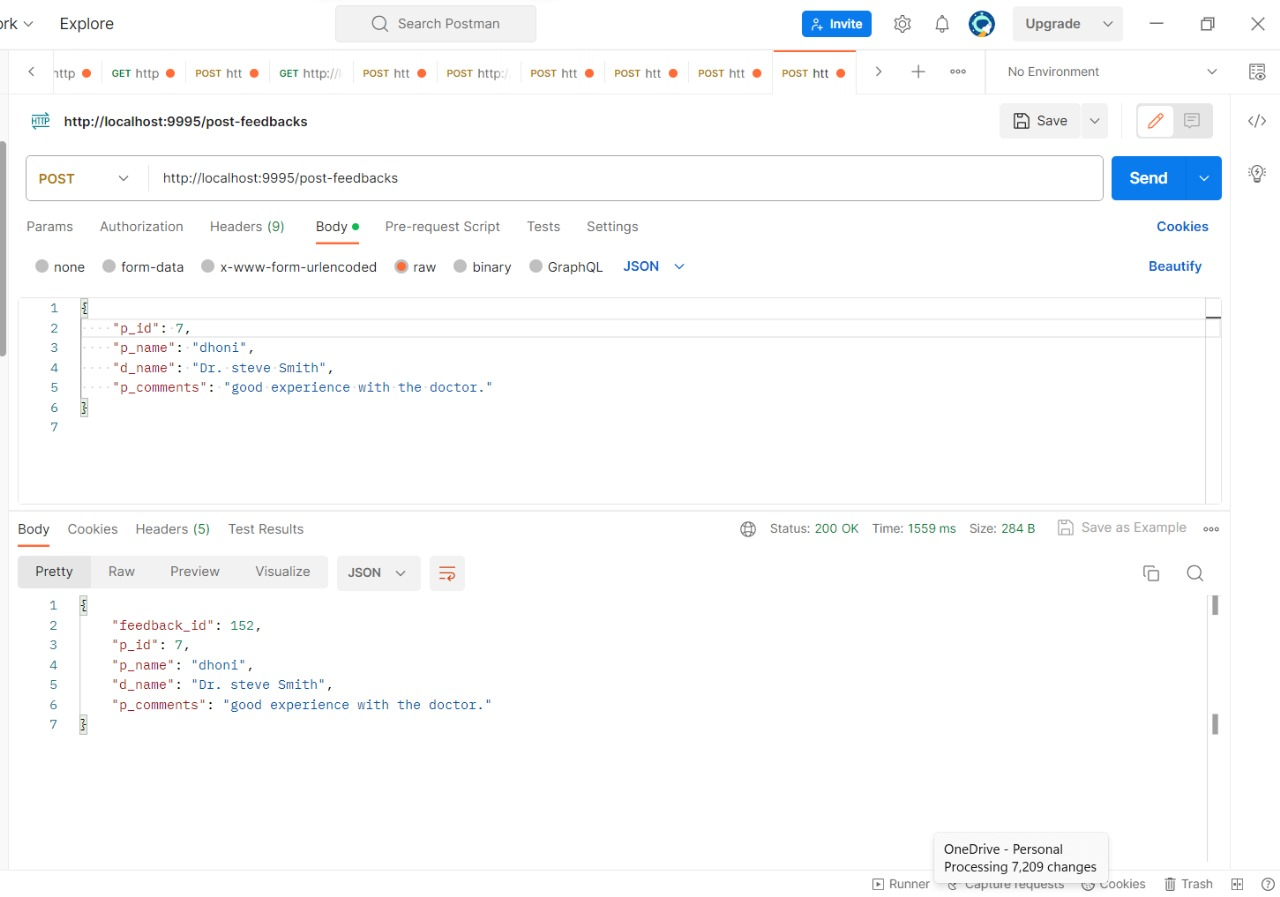 rk Explore Search Postman Invite Upgrade
http GET http POST htt GET http:// POST htt POST http:/ POST htt POST htt POST htt POST htt No Environment
HTTP http://localhost:9995/post-feedbacks Save
POST http://localhost:9995/post-feedbacks Send
Params Authorization Headers (9) Body Pre-request Script Tests Settings Cookies
none form-data x-www-form-urlencoded raw binary GraphQL JSON Beautify
1 {
2 "p_id": 7,
3 "p_name": "dhoni",
4 "d_name": "Dr. steve Smith",
5 "p_comments": "good experience with the doctor."
6 }
7
Body Cookies Headers (5) Test Results Status: 200 OK Time: 1559 ms Size: 284 B Save as Example
Pretty Raw Preview Visualize JSON
1 {
2 "feedback_id": 152,
3 "p_id": 7,
4 "p_name": "dhoni",
5 "d_name": "Dr. steve Smith",
6 "p_comments": "good experience with the doctor."
7 }
OneDrive - Personal
Processing 7,209 changes
Runner Capture requests Cookies Trash